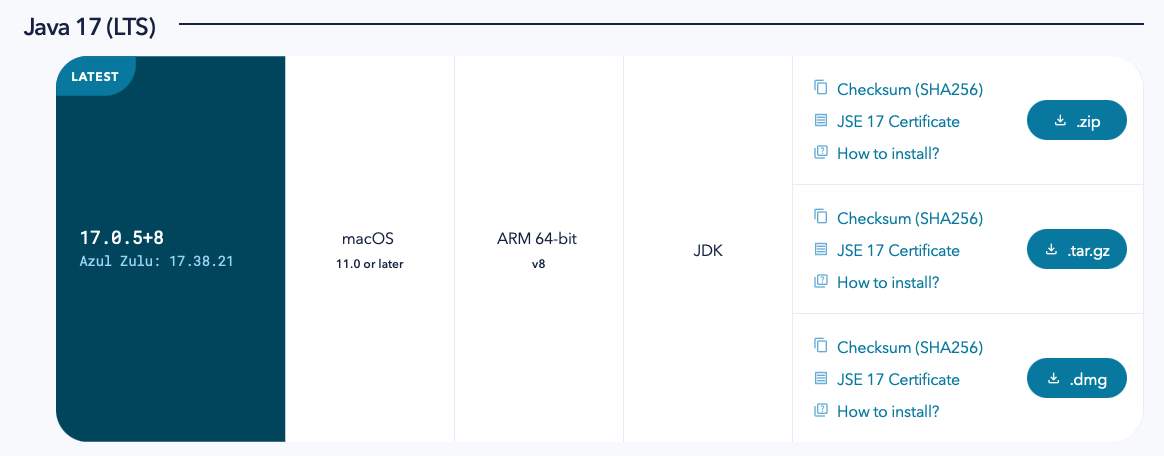 Java 17 (LTS)
LATEST
17.0.5+8
Azul Zulu: 17.38.21
macOS
11.0 or later
ARM 64-bit
v8
JDK
Checksum (SHA256)
JSE 17 Certificate
How to install?
.zip
Checksum (SHA256)
JSE 17 Certificate
How to install?
.tar.gz
Checksum (SHA256)
JSE 17 Certificate
How to install?
.dmg